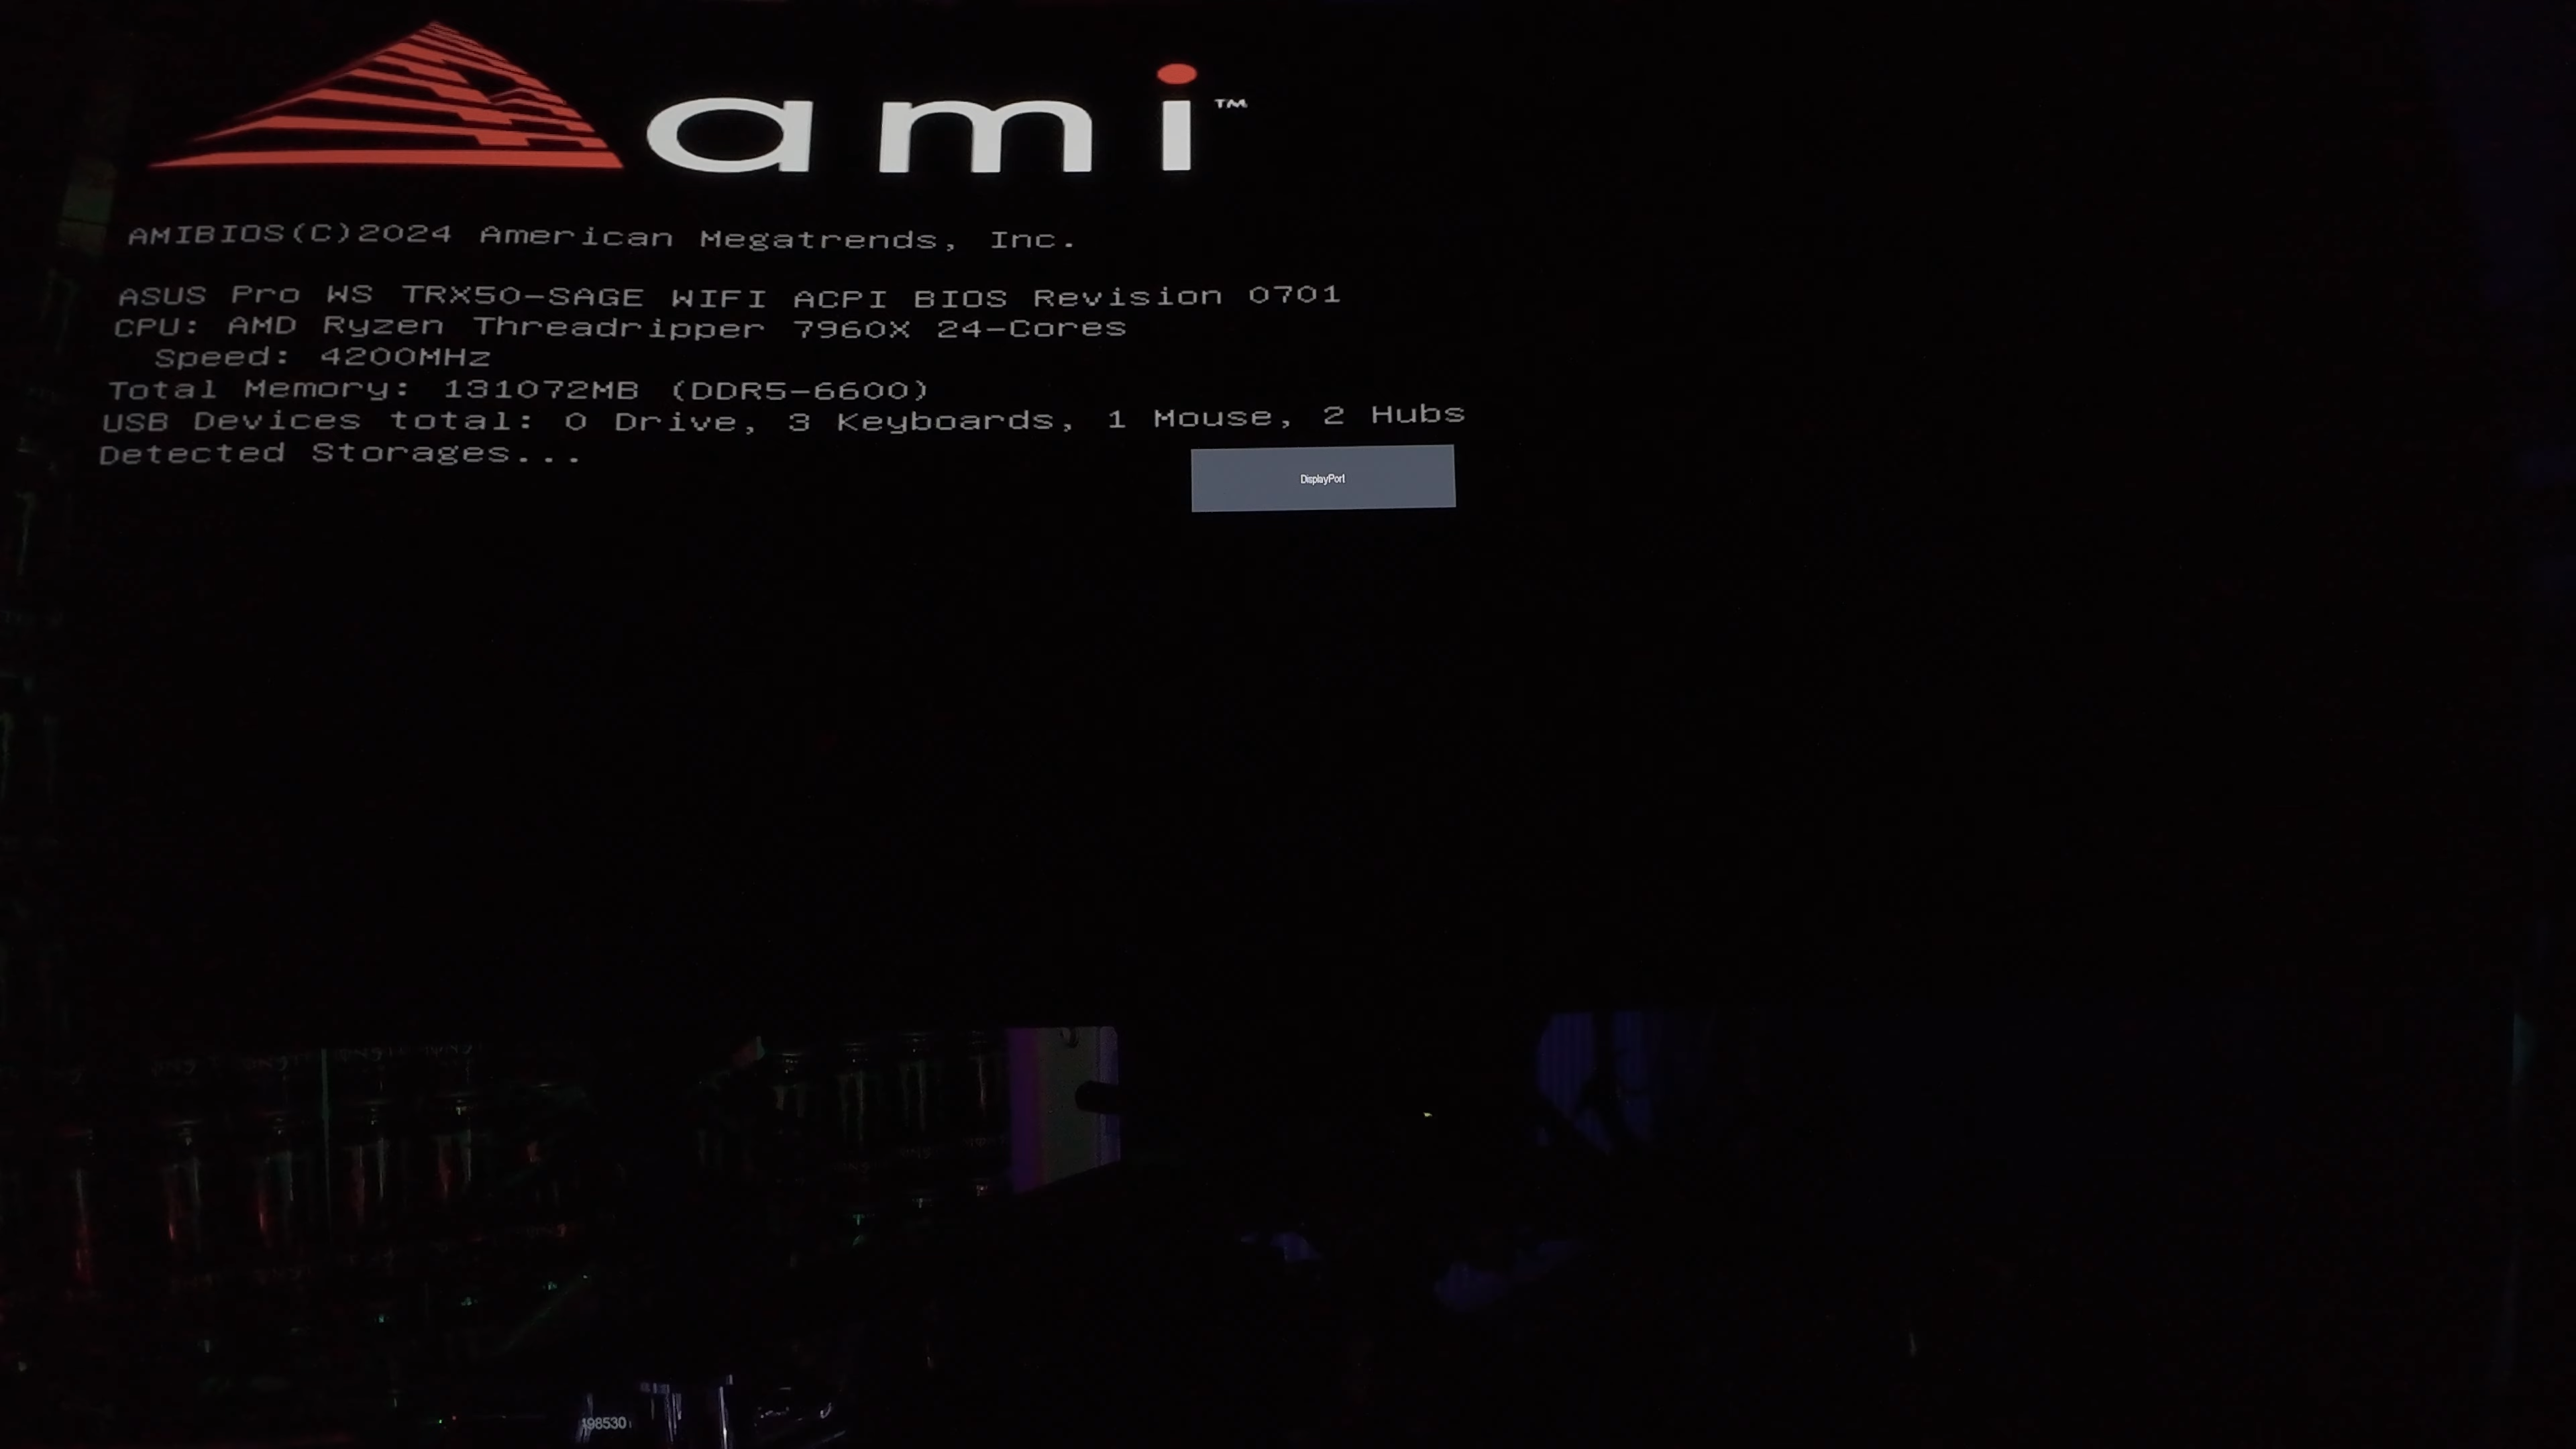 ami™
AMIBIOS(C)2024 American Megatrends, Inc.
ASUS Pro WS TRX50-SAGE WIFI ACPI BIOS Revision 0701
CPU: AMD Ryzen Threadripper 7960X 24-Cores
Speed: 4200MHz
Total Memory: 131072MB (DDR5-6600)
USB Devices total: 0 Drive, 3 Keyboards, 1 Mouse, 2 Hubs
Detected Storages...
DisplayPort